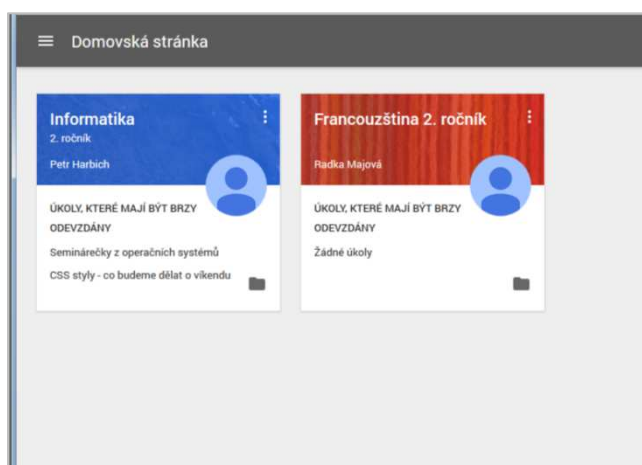 Domovská stránka
Informatika
2. ročník
Petr Harbich
ÚKOLY, KTERÉ MAJÍ BÝT BRZY
ODEVZDÁNY
Seminárečky z operačních systémů
CSS styly - co budeme dělat o víkendu
Francouzština 2. ročník
Radka Majová
ÚKOLY, KTERÉ MAJÍ BÝT BRZY
ODEVZDÁNY
Žádné úkoly